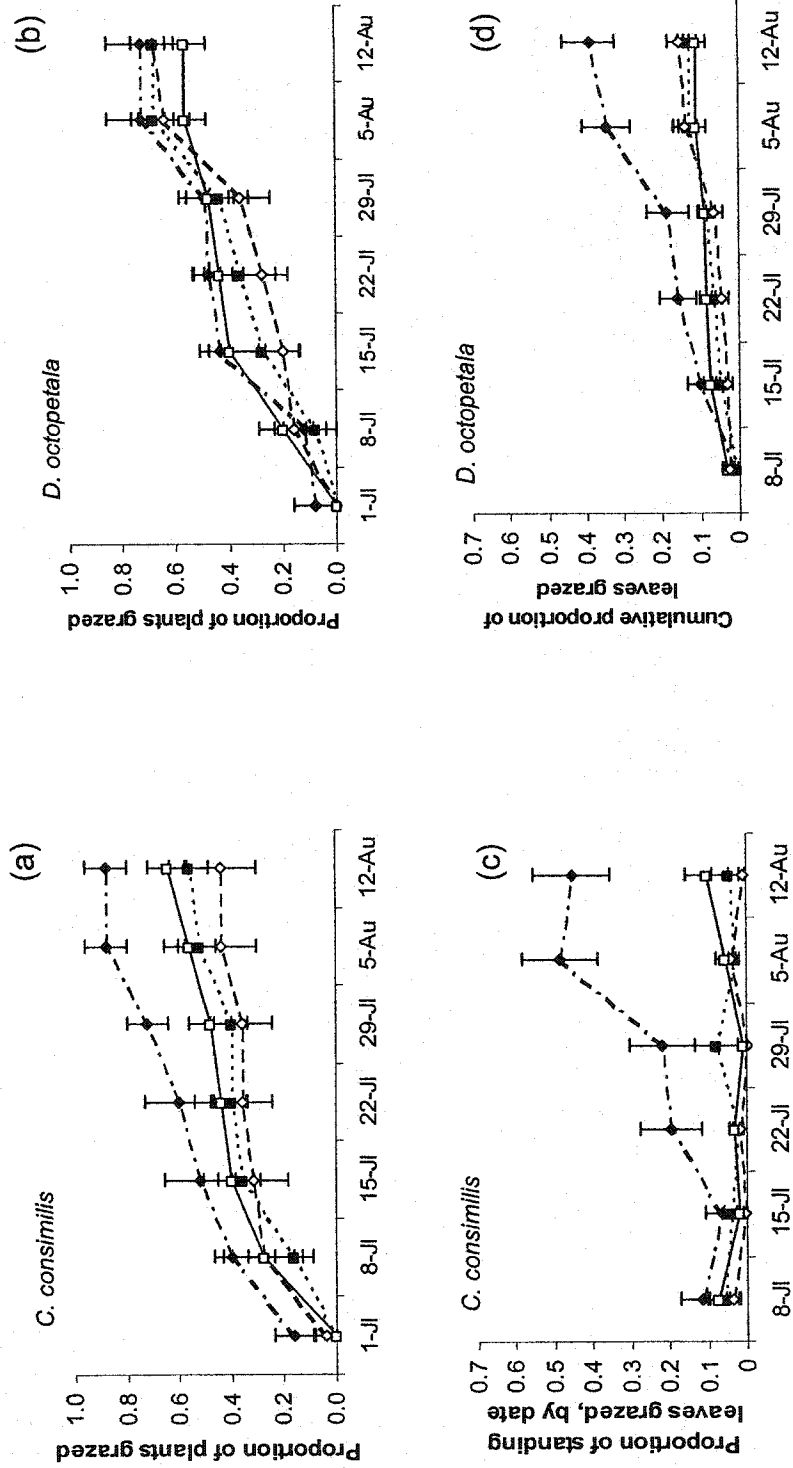 (a)
C. consimilis
Proportion of plants grazed
1.0
0.8
0.6
0.4
0.2
0.0
1-Jl
8-Jl
15-Jl
22-Jl
29-Jl
5-Au
12-Au
(b)
D. octopetala
Proportion of plants grazed
1.0
0.8
0.6
0.4
0.2
0.0
1-Jl
8-Jl
15-Jl
22-Jl
29-Jl
5-Au
12-Au
(c)
C. consimilis
Proportion of standing
leaves grazed, by date
0.7
0.6
0.5
0.4
0.3
0.2
0.1
0
8-Jl
15-Jl
22-Jl
29-Jl
5-Au
12-Au
(d)
D. octopetala
Cumulative proportion of
leaves grazed
0.7
0.6
0.5
0.4
0.3
0.2
0.1
0
8-Jl
15-Jl
22-Jl
29-Jl
5-Au
12-Au